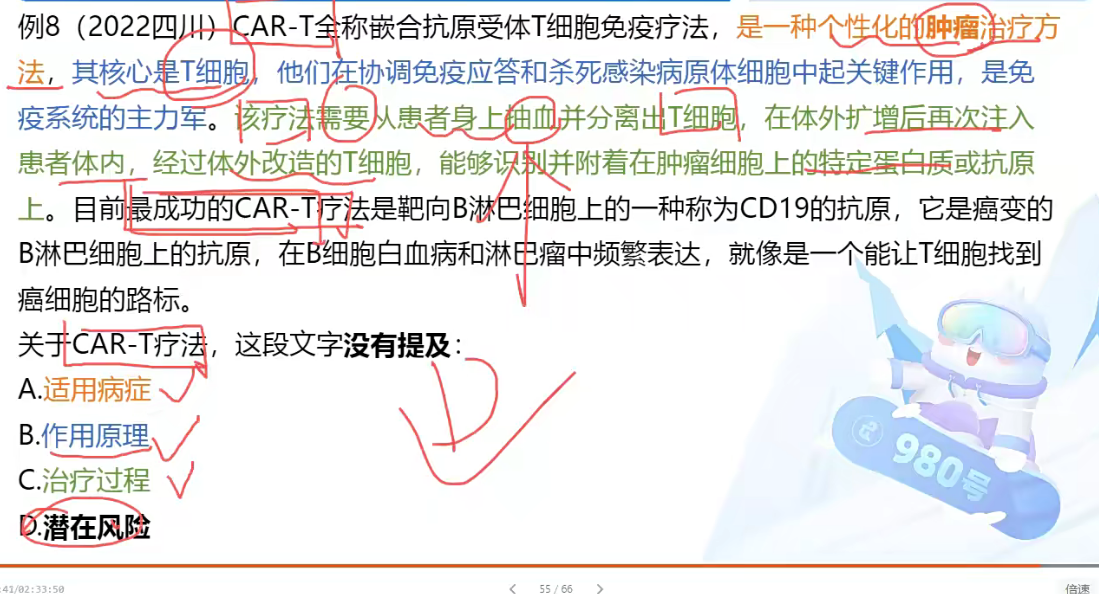 例8（2022四川）CAR-T全称嵌合抗原受体T细胞免疫疗法，是一种个性化的肿瘤治疗方
法，其核心是T细胞，他们在协调免疫应答和杀死感染病原体细胞中起关键作用，是免
疫系统的主力军。该疗法需要从患者身上抽血并分离出T细胞，在体外扩增后再次注入
患者体内，经过体外改造的T细胞，能够识别并附着在肿瘤细胞上的特定蛋白质或抗原
上。目前最成功的CAR-T疗法是靶向B淋巴细胞上的一种称为CD19的抗原，它是癌变的
B淋巴细胞上的抗原，在B细胞白血病和淋巴瘤中频繁表达，就像是一个能让T细胞找到
癌细胞的路标。
关于CAR-T疗法，这段文字没有提及：
A.适用病症
B.作用原理
C.治疗过程
D.潜在风险
D
980号
:41/02:33:50
55 / 66
倍速